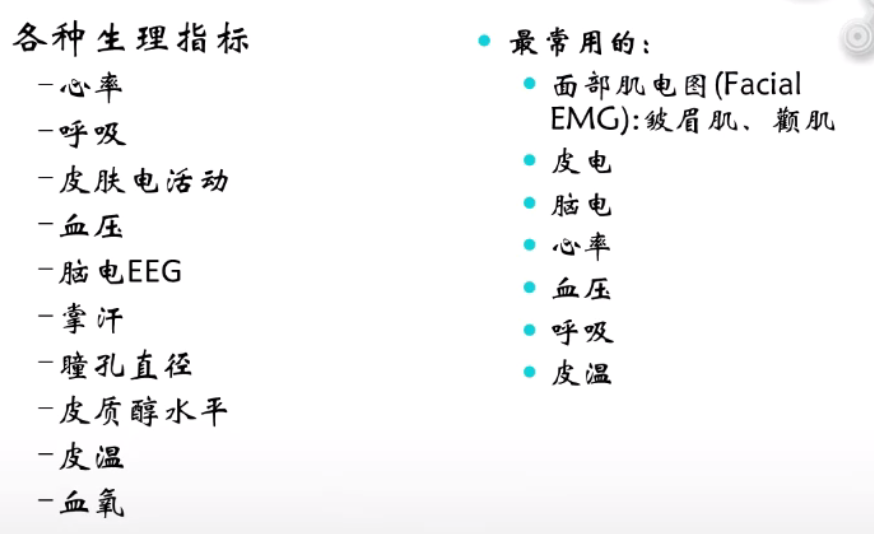 各种生理指标
–心率
–呼吸
–皮肤电活动
–血压
–脑电EEG
–掌汗
–瞳孔直径
–皮质醇水平
–皮温
–血氧
• 最常用的:
• 面部肌电图(Facial
EMG):皱眉肌、颧肌
• 皮电
• 脑电
• 心率
• 血压
• 呼吸
• 皮温